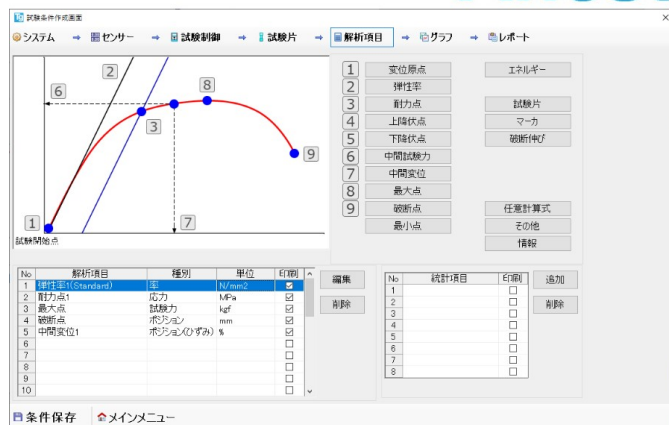 試験条件作成画面
システム → センサー → 試験制御 → 試験片 → 解析項目 → グラフ → レポート
1
2
3
6
7
8
9
試験開始点
1 変位原点 エネルギー
2 弾性率
3 耐力点 試験片
4 上降伏点 マーカ
5 下降伏点 破断伸び
6 中間試験力
7 中間変位
8 最大点
9 破断点 任意計算式
最小点 その他
情報
No 解析項目 種別 単位 印刷
1 弾性率1(Standard) 率 N/mm2
2 耐力点1 応力 MPa
3 最大点 試験力 kgf
4 破断点 ポジション mm
5 中間変位1 ポジション(ひずみ) %
6
7
8
9
10
編集
削除
No 統計項目 印刷
1
2
3
4
5
6
7
8
追加
削除
条件保存 メインメニュー